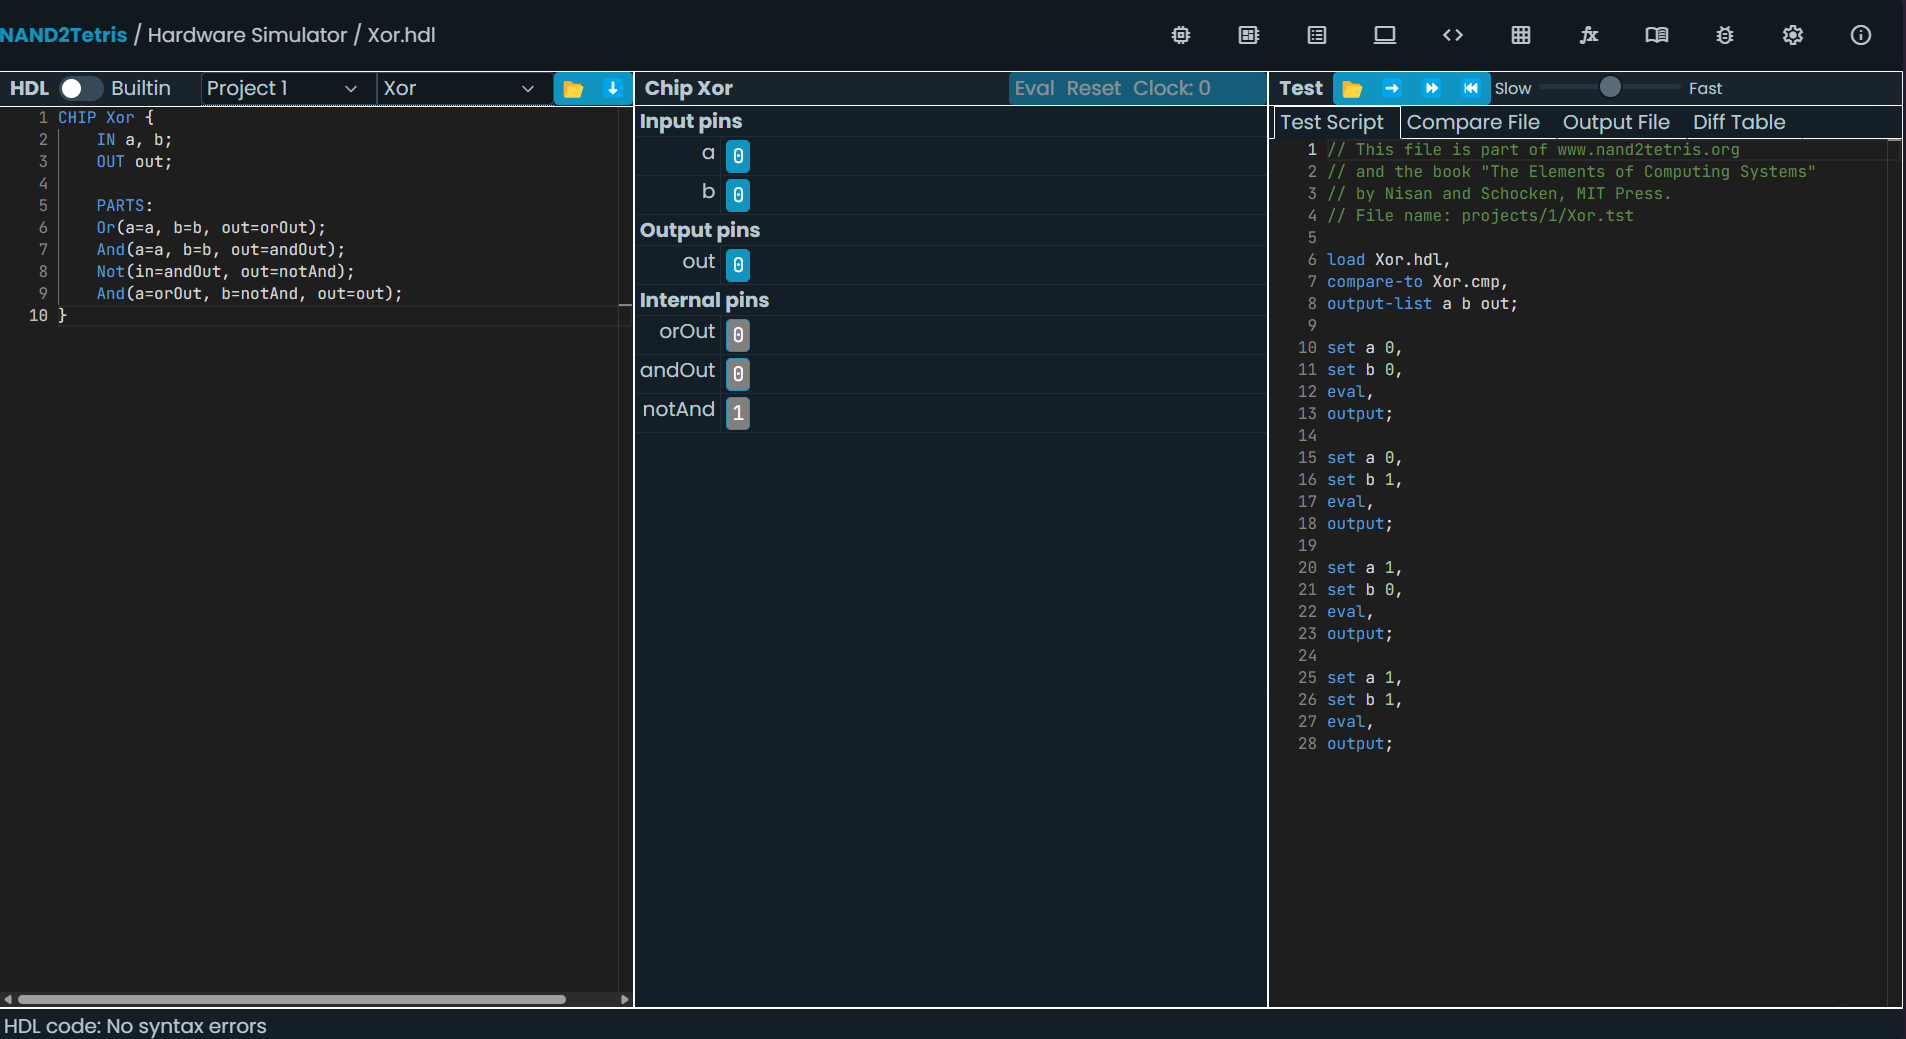 NAND2Tetris / Hardware Simulator / Xor.hdl
HDL Builtin Project 1 Xor
1 CHIP Xor {
2 IN a, b;
3 OUT out;
4
5 PARTS:
6 Or(a=a, b=b, out=orOut);
7 And(a=a, b=b, out=andOut);
8 Not(in=andOut, out=notAnd);
9 And(a=orOut, b=notAnd, out=out);
10 }
Chip Xor Eval Reset Clock: 0
Input pins
a 0
b 0
Output pins
out 0
Internal pins
orOut 0
andOut 0
notAnd 1
Test Slow Fast
Test Script Compare File Output File Diff Table
1 // This file is part of www.nand2tetris.org
2 // and the book "The Elements of Computing Systems"
3 // by Nisan and Schocken, MIT Press.
4 // File name: projects/1/Xor.tst
5
6 load Xor.hdl,
7 compare-to Xor.cmp,
8 output-list a b out;
9
10 set a 0,
11 set b 0,
12 eval,
13 output;
14
15 set a 0,
16 set b 1,
17 eval,
18 output;
19
20 set a 1,
21 set b 0,
22 eval,
23 output;
24
25 set a 1,
26 set b 1,
27 eval,
28 output;
HDL code: No syntax errors